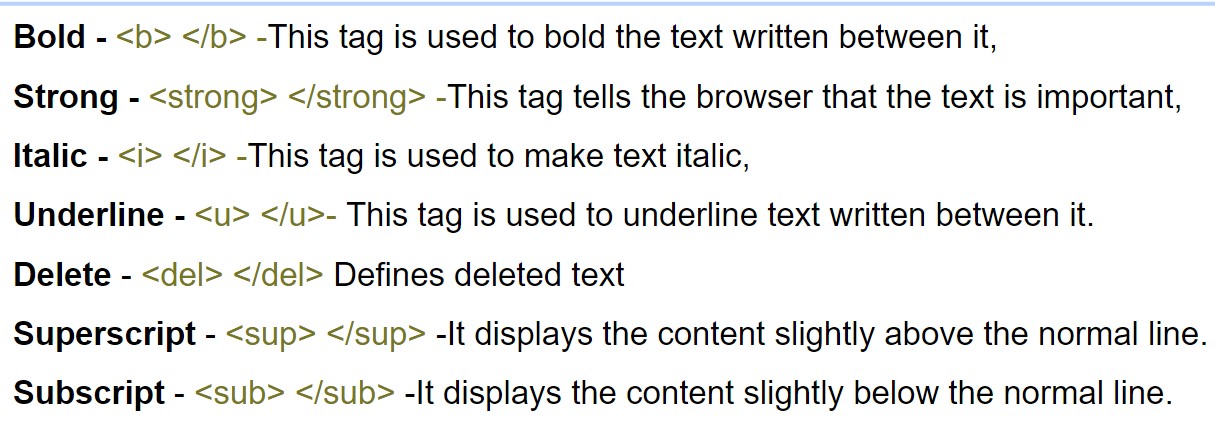 Bold - <b> </b> -This tag is used to bold the text written between it,
Strong - <strong> </strong> -This tag tells the browser that the text is important,
Italic - <i> </i> -This tag is used to make text italic,
Underline - <u> </u>- This tag is used to underline text written between it.
Delete - <del> </del> Defines deleted text
Superscript - <sup> </sup> -It displays the content slightly above the normal line.
Subscript - <sub> </sub> -It displays the content slightly below the normal line.